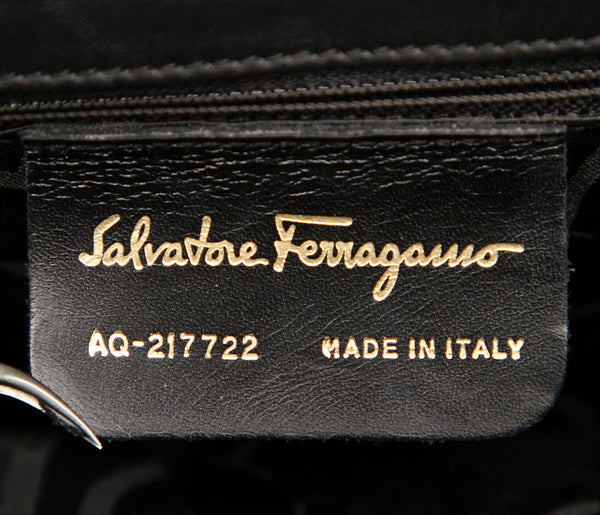 Salvatore Ferragamo
AQ-217722 MADE IN ITALY